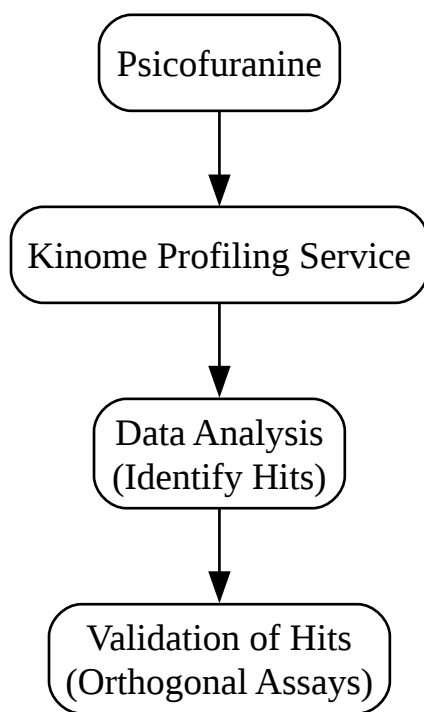 Psicofuranine
Kinome Profiling Service
Data Analysis
(Identify Hits)
Validation of Hits
(Orthogonal Assays)